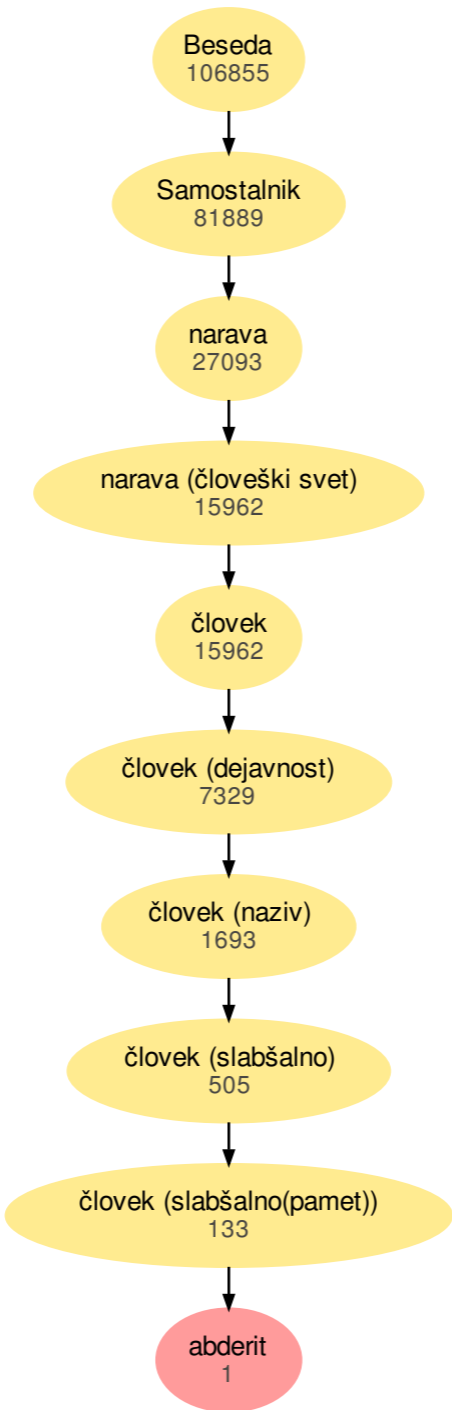 Beseda
106855
Samostalnik
81889
narava
27093
narava (človeški svet)
15962
človek
15962
človek (dejavnost)
7329
človek (naziv)
1693
človek (slabšalno)
505
človek (slabšalno(pamet))
133
abderit
1